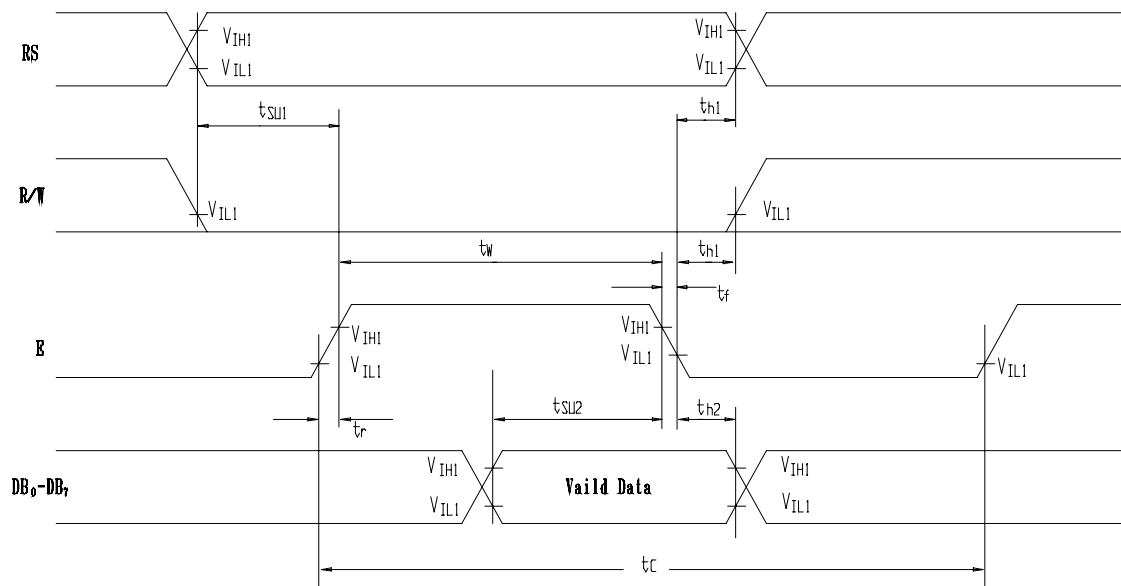 RS
VIH1
VIL1
VIH1
VIL1
tSU1
th1
R/W
VIL1
VIL1
tW
th1
tf
E
VIH1
VIL1
VIH1
VIL1
VIL1
tr
tSU2
th2
DB0-DB7
VIH1
VIL1
Vaild Data
VIH1
VIL1
tC